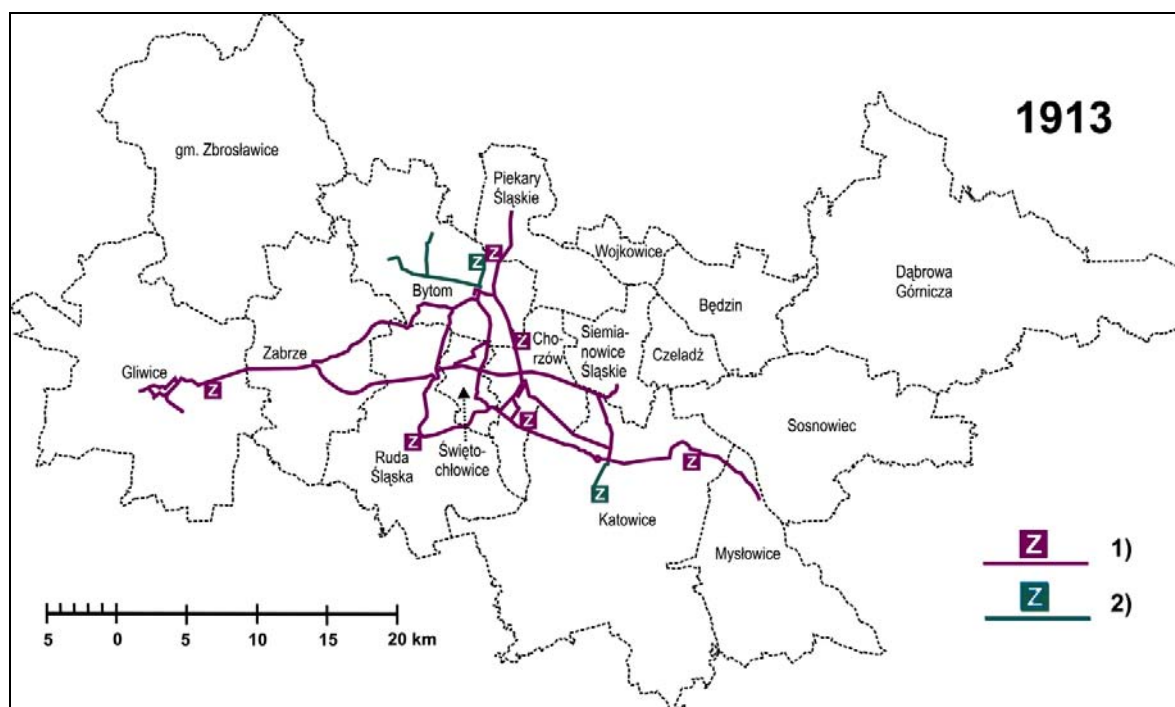 1913
gm. Zbrosławice
Piekary
Śląskie
Wojkowice
Dąbrowa
Górnicza
Z
Z
Bytom
Będzin
Z
Cho-
rzów
Siemia-
nowice
Śląskie
Czeladź
Zabrze
Gliwice
Z
Z
Sosnowiec
Z
Ruda
Śląska
Święto-
chłowice
Z
Z
Katowice
Mysłowice
Z 1)
Z 2)
5 0 5 10 15 20 km